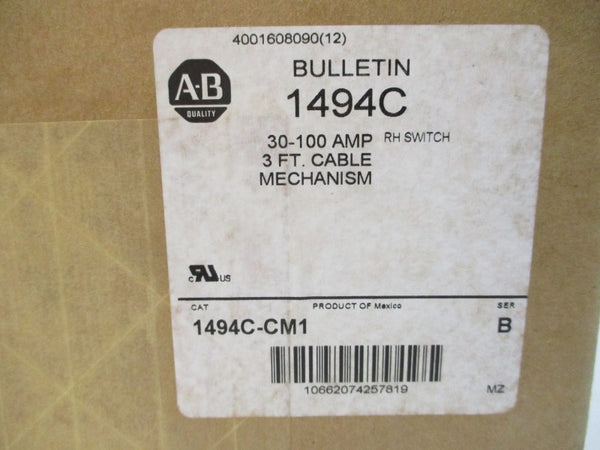 4001608090(12)
A-B
QUALITY
BULLETIN
1494C
30-100 AMP RH SWITCH
3 FT. CABLE
MECHANISM
c RU US
CAT PRODUCT OF Mexico SER
1494C-CM1 B
10662074257819
MZ